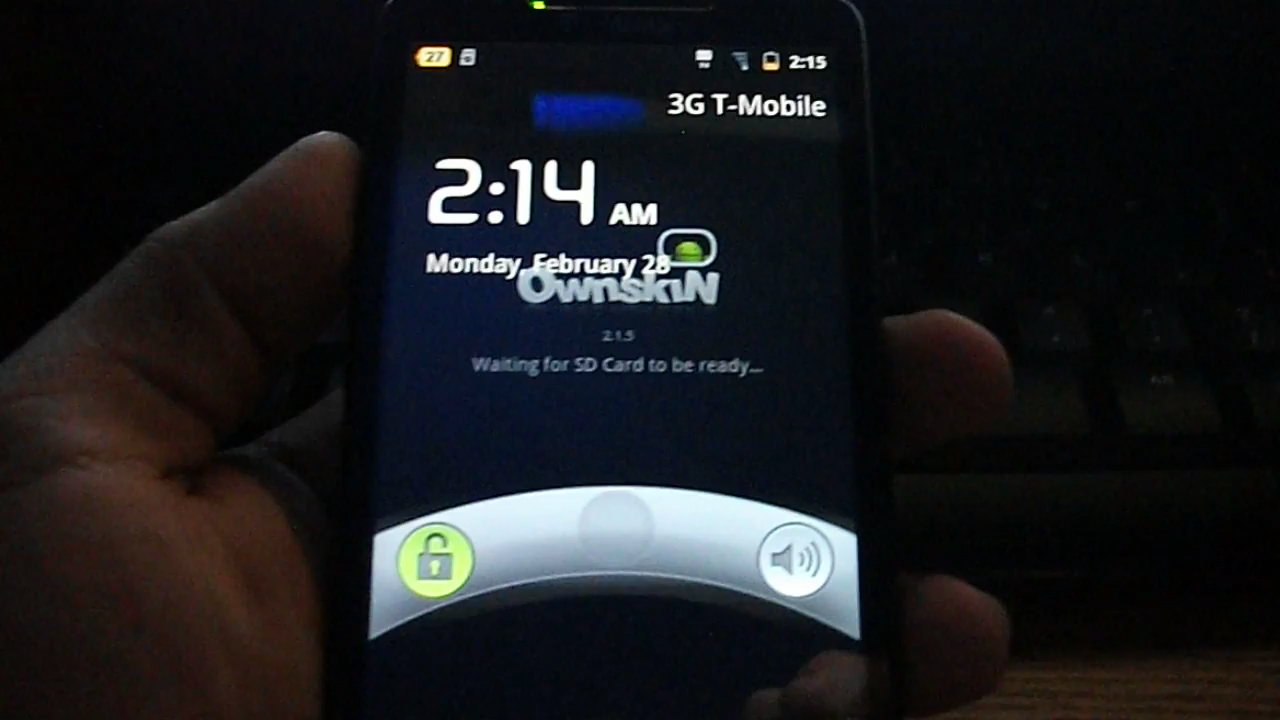 27 2:15
3G T-Mobile
2:14 AM
Monday, February 28
OwnskiN
2.1.5
Waiting for SD Card to be ready...